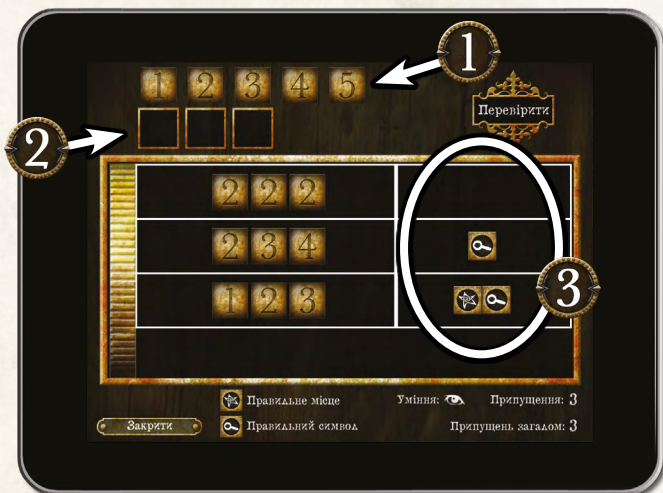 1
1 2 3 4 5
Перевірити
2
2 2 2
2 3 4
3
1 2 3
Правильне місце
Уміння:
Припущення: 3
Закрити
Правильний символ
Припущень загалом: 3